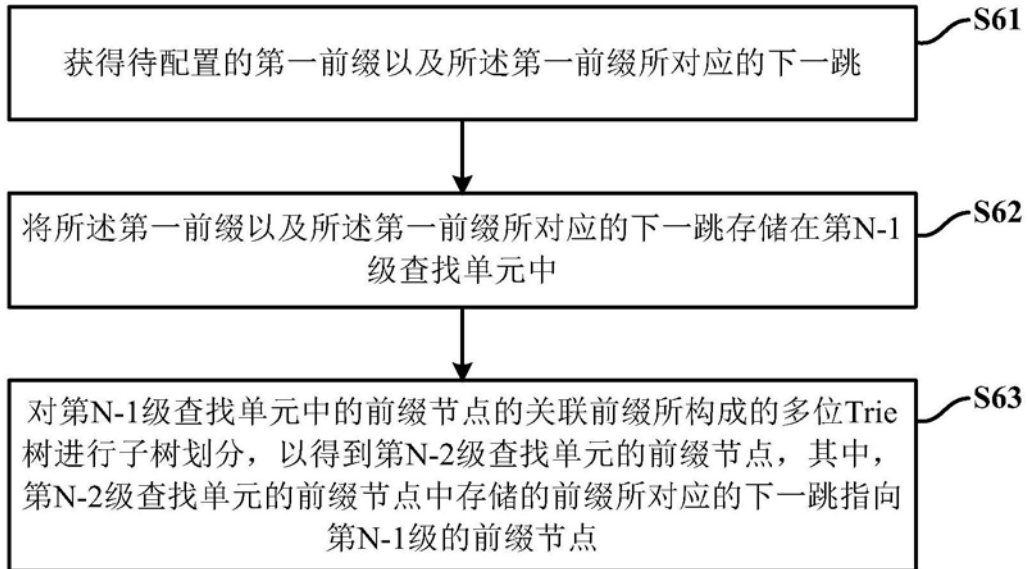 S61
获得待配置的第一前缀以及所述第一前缀所对应的下一跳
S62
将所述第一前缀以及所述第一前缀所对应的下一跳存储在第N-1
级查找单元中
S63
对第N-1级查找单元中的前缀节点的关联前缀所构成的多位Trie
树进行子树划分，以得到第N-2级查找单元的前缀节点，其中，
第N-2级查找单元的前缀节点中存储的前缀所对应的下一跳指向
第N-1级的前缀节点